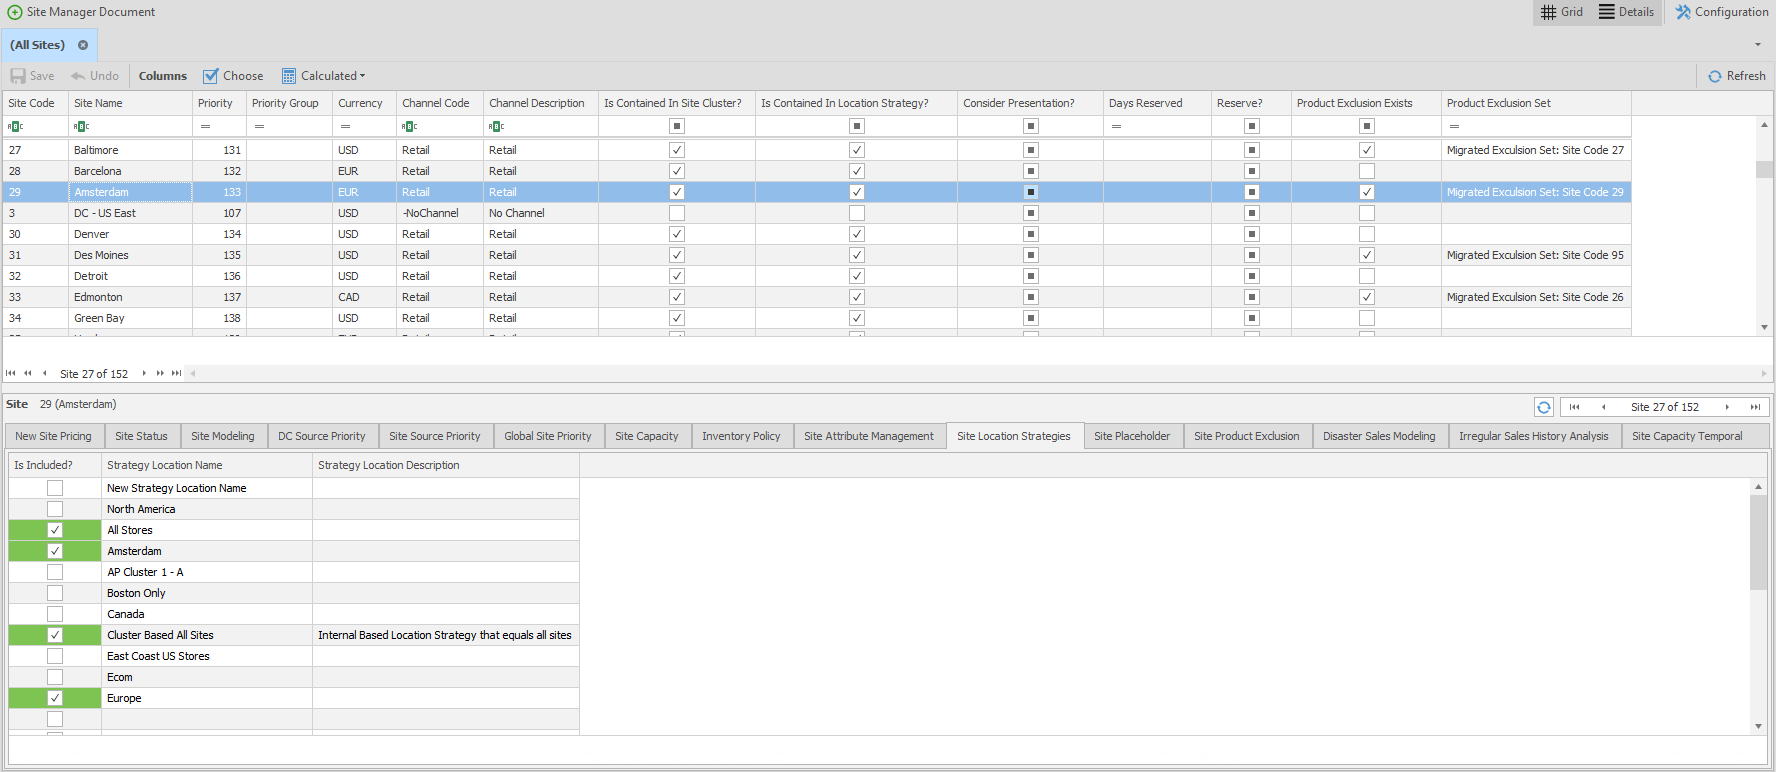 Site Manager Document Grid Details Configuration
(All Sites)
Save Undo Columns Choose Calculated Refresh
Site Code Site Name Priority Priority Group Currency Channel Code Channel Description Is Contained In Site Cluster? Is Contained In Location Strategy? Consider Presentation? Days Reserved Reserve? Product Exclusion Exists Product Exclusion Set
ABC ABC = = = ABC ABC = =
27 Baltimore 131 USD Retail Retail Migrated Exculsion Set: Site Code 27
28 Barcelona 132 EUR Retail Retail
29 Amsterdam 133 EUR Retail Retail Migrated Exculsion Set: Site Code 29
3 DC - US East 107 USD -NoChannel No Channel
30 Denver 134 USD Retail Retail
31 Des Moines 135 USD Retail Retail Migrated Exculsion Set: Site Code 95
32 Detroit 136 USD Retail Retail
33 Edmonton 137 CAD Retail Retail Migrated Exculsion Set: Site Code 26
34 Green Bay 138 USD Retail Retail
Site 27 of 152
Site 29 (Amsterdam) Site 27 of 152
New Site Pricing Site Status Site Modeling DC Source Priority Site Source Priority Global Site Priority Site Capacity Inventory Policy Site Attribute Management Site Location Strategies Site Placeholder Site Product Exclusion Disaster Sales Modeling Irregular Sales History Analysis Site Capacity Temporal
Is Included? Strategy Location Name Strategy Location Description
New Strategy Location Name
North America
All Stores
Amsterdam
AP Cluster 1 - A
Boston Only
Canada
Cluster Based All Sites Internal Based Location Strategy that equals all sites
East Coast US Stores
Ecom
Europe